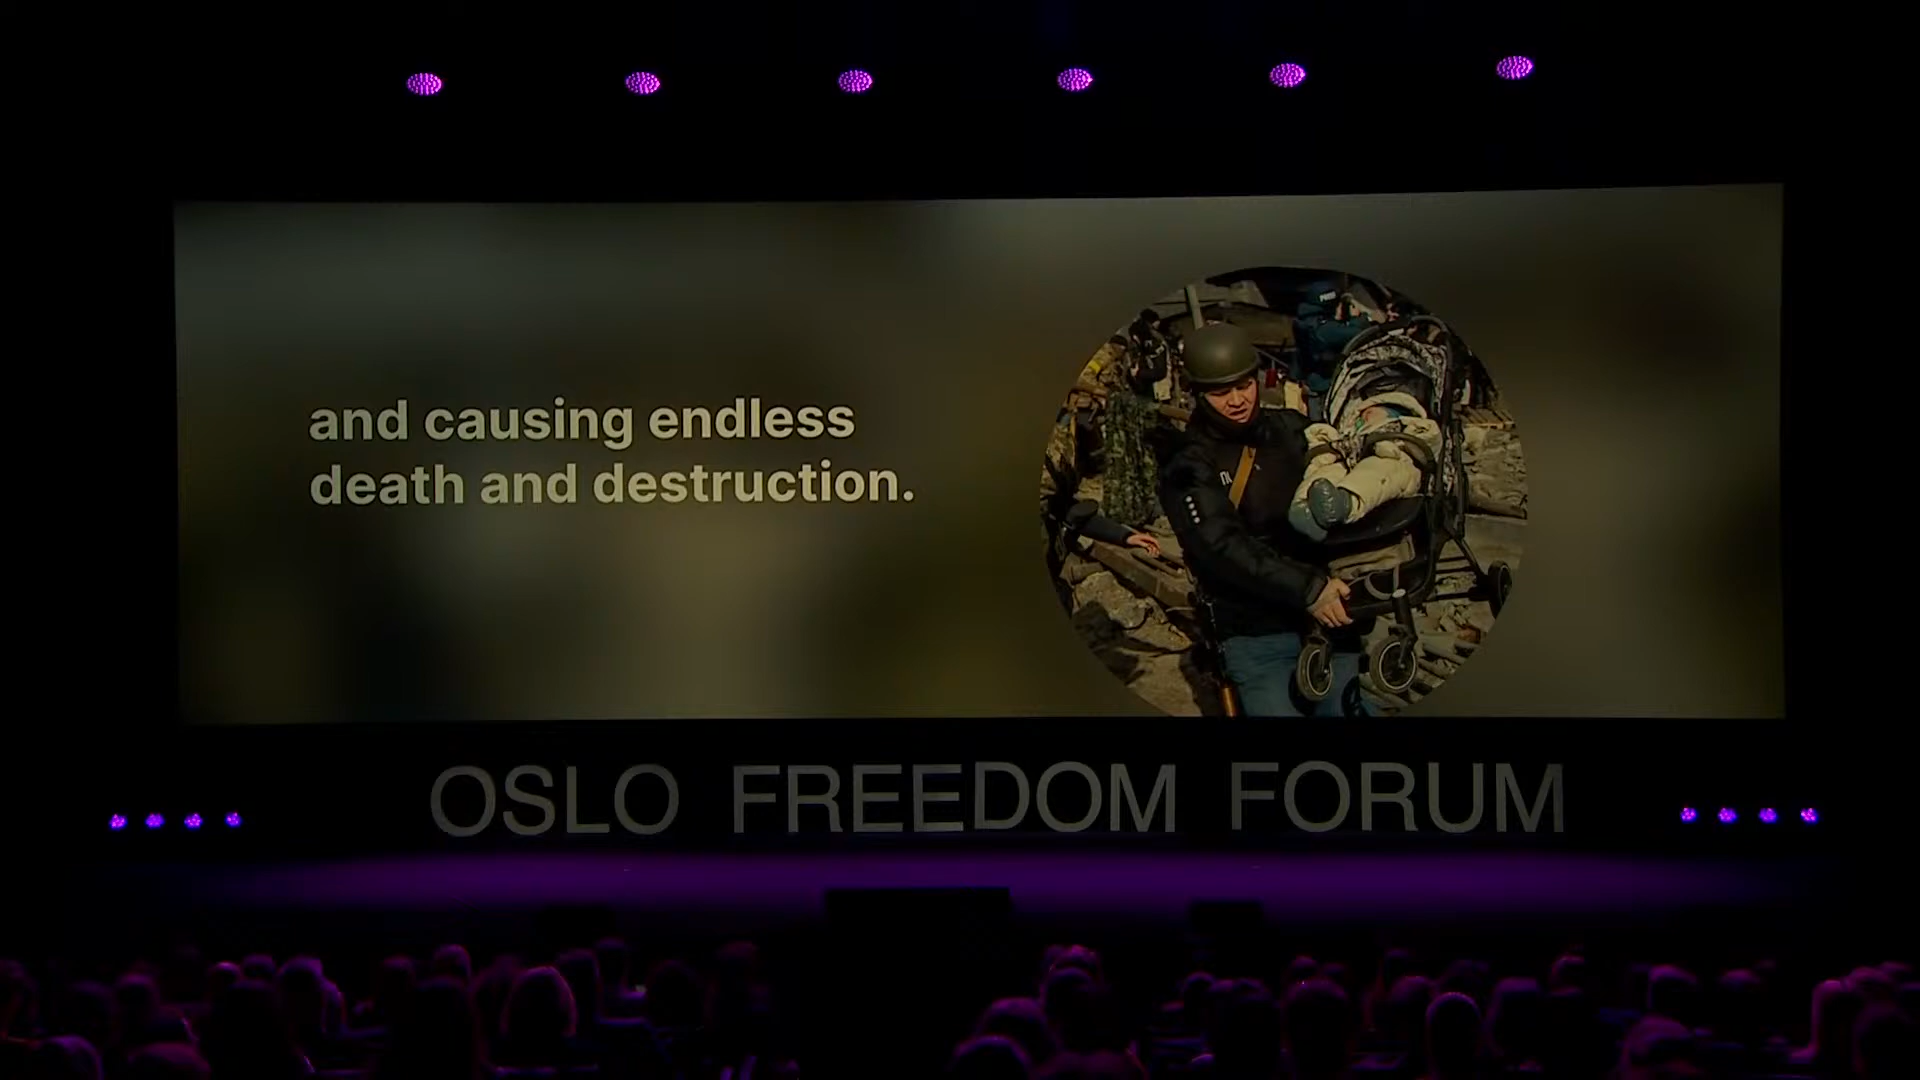 and causing endless
death and destruction.
OSLO FREEDOM FORUM